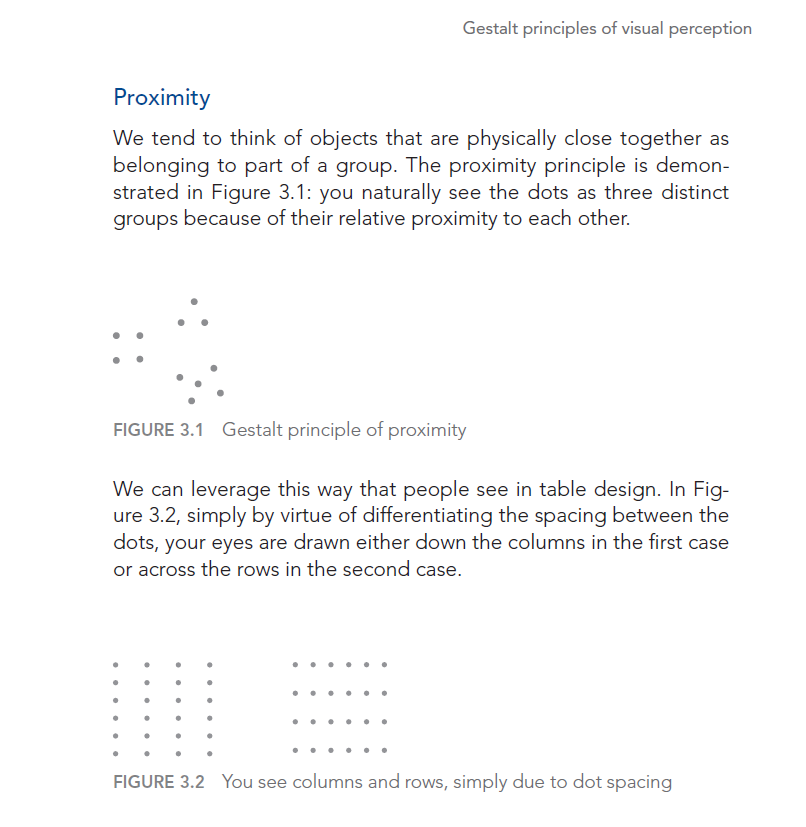 Gestalt principles of visual perception
Proximity
We tend to think of objects that are physically close together as
belonging to part of a group. The proximity principle is demon-
strated in Figure 3.1: you naturally see the dots as three distinct
groups because of their relative proximity to each other.
FIGURE 3.1 Gestalt principle of proximity
We can leverage this way that people see in table design. In Fig-
ure 3.2, simply by virtue of differentiating the spacing between the
dots, your eyes are drawn either down the columns in the first case
or across the rows in the second case.
FIGURE 3.2 You see columns and rows, simply due to dot spacing